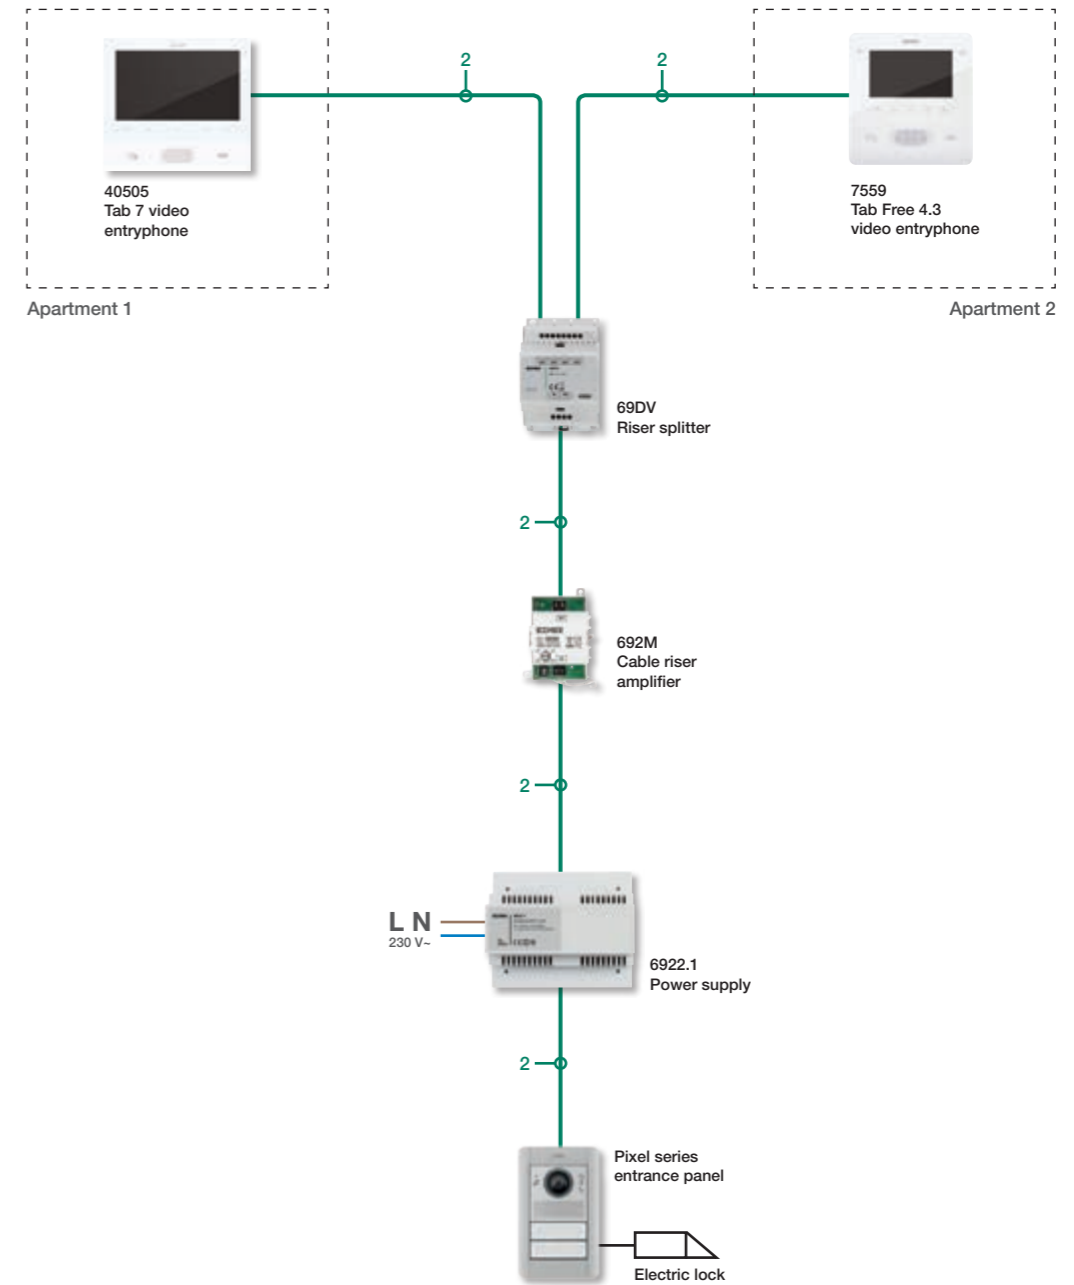 2
2
40505
Tab 7 video
entryphone
7559
Tab Free 4.3
video entryphone
Apartment 1
Apartment 2
69DV
Riser splitter
2
692M
Cable riser
amplifier
2
L N
230 V~
6922.1
Power supply
2
Pixel series
entrance panel
Electric lock